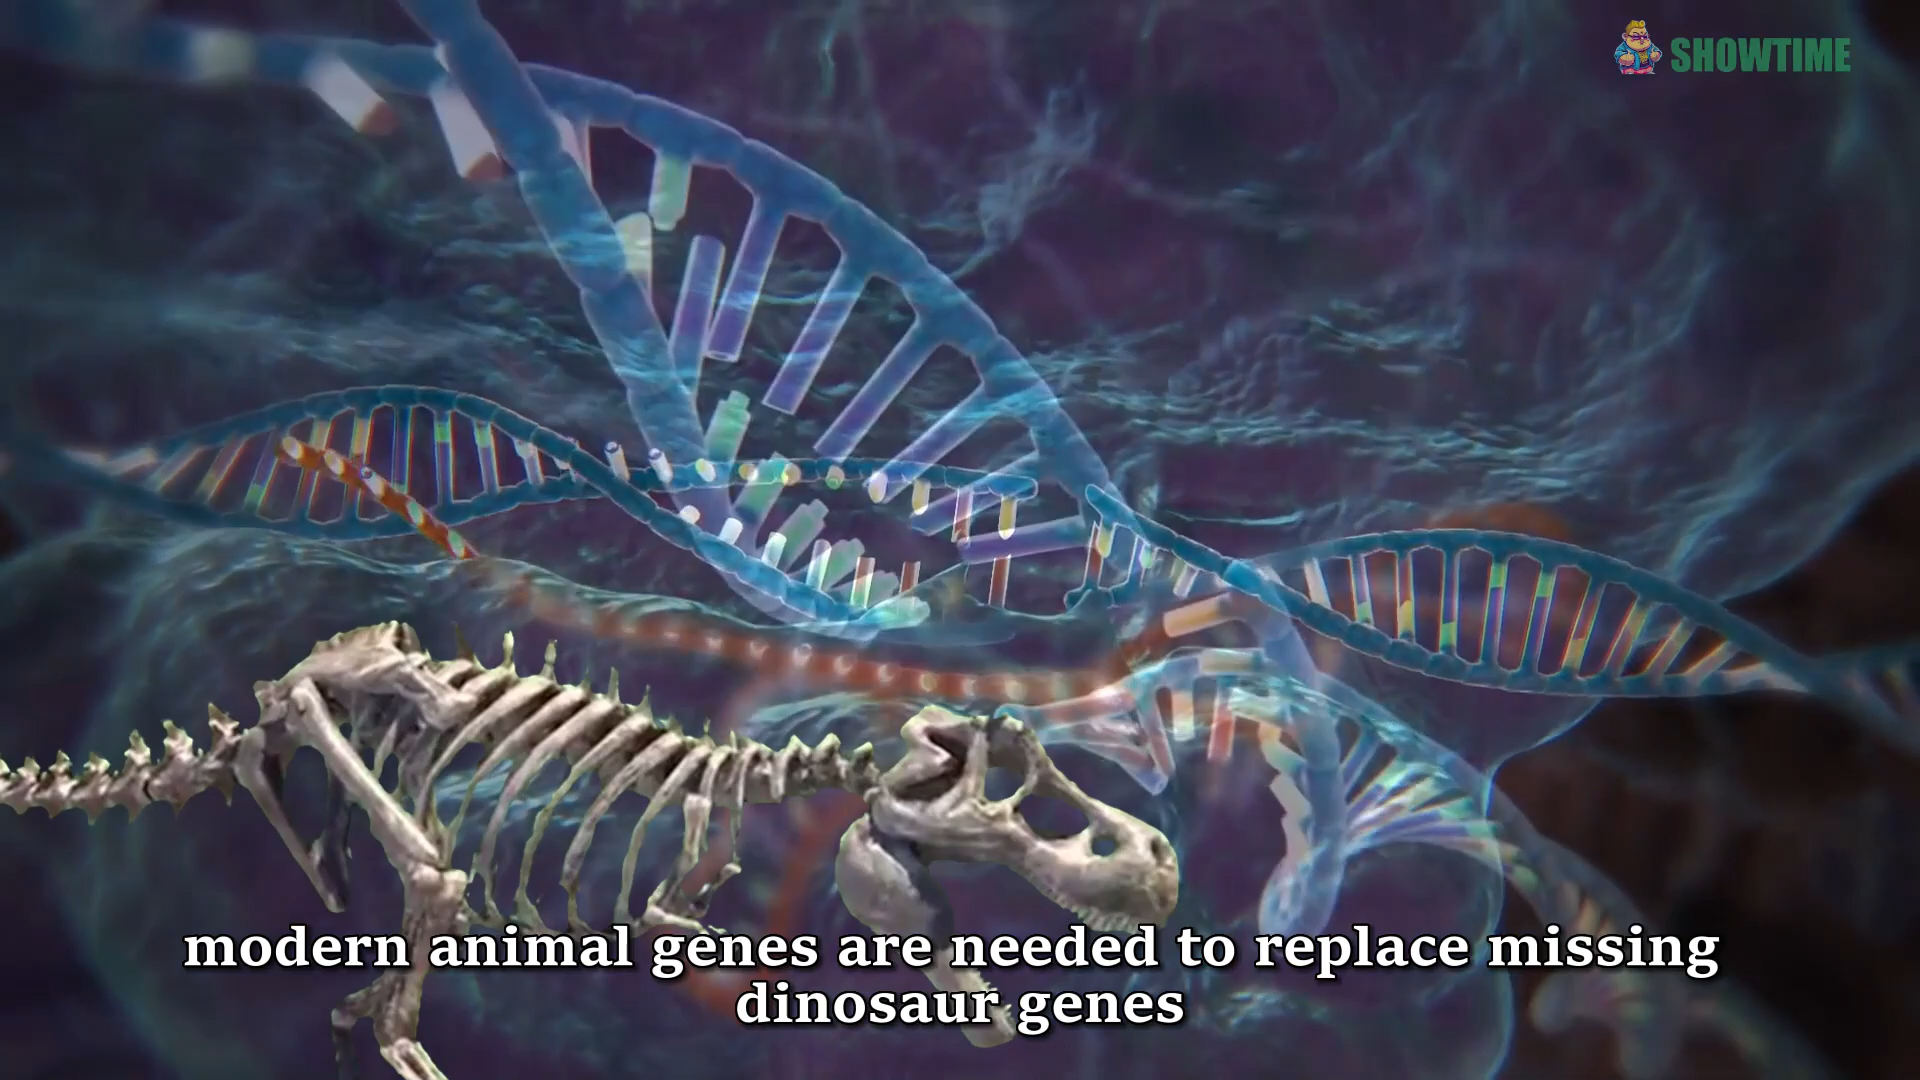 SHOWTIME
modern animal genes are needed to replace missing
dinosaur genes